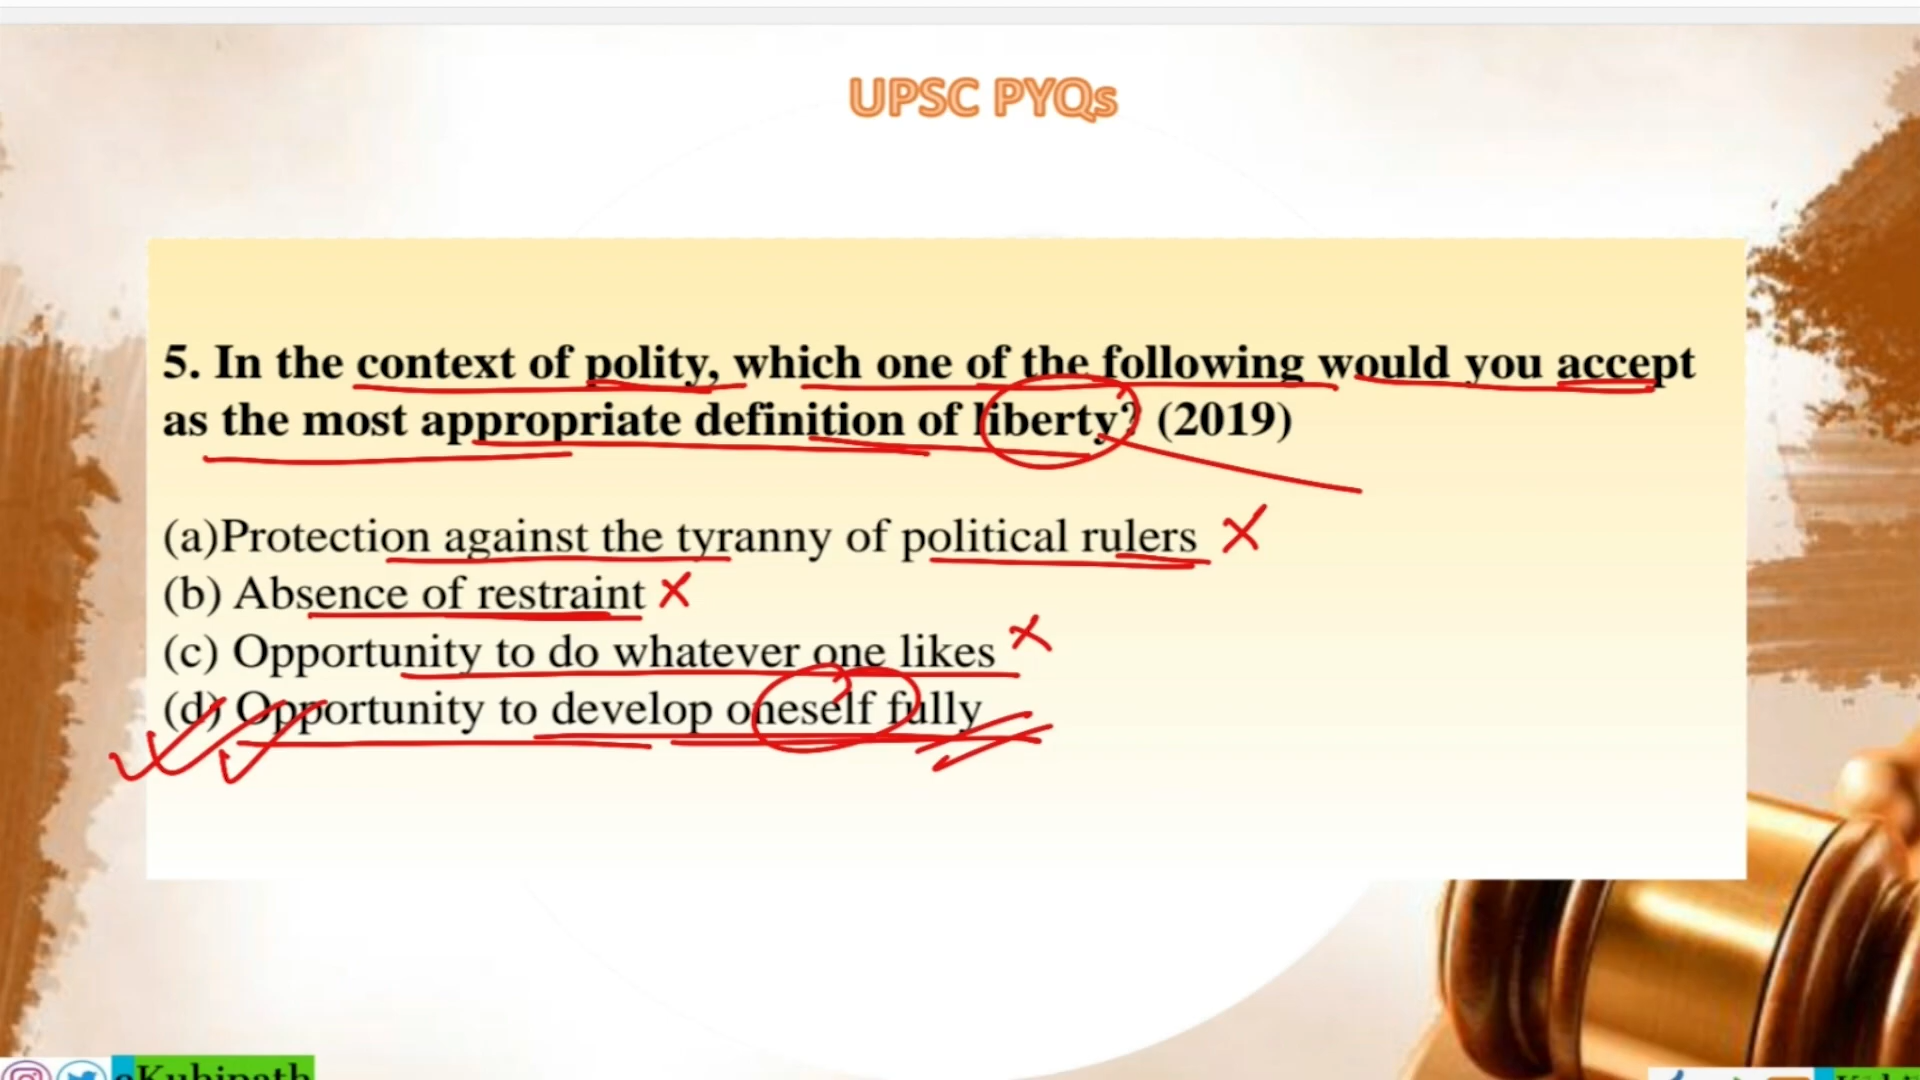 UPSC PYQs
5. In the context of polity, which one of the following would you accept
as the most appropriate definition of liberty? (2019)
(a)Protection against the tyranny of political rulers
(b) Absence of restraint
(c) Opportunity to do whatever one likes
(d) Opportunity to develop oneself fully